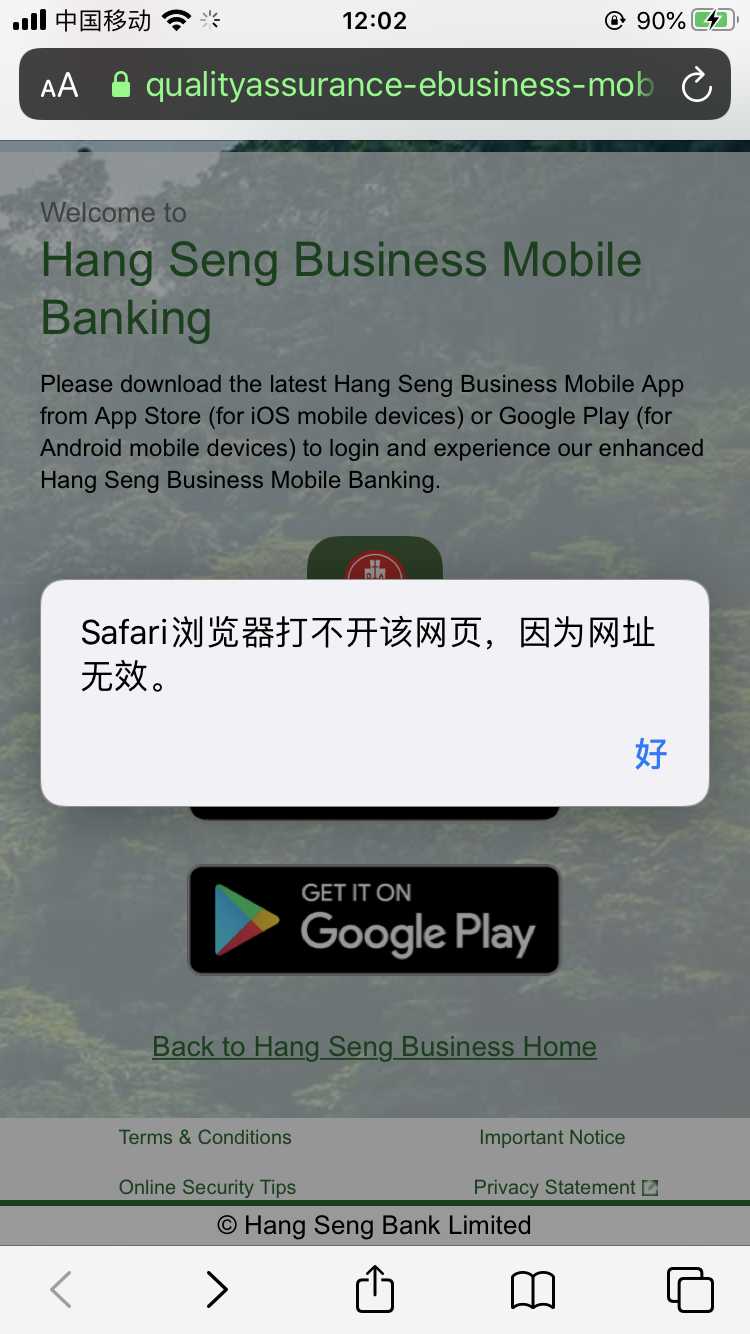 中国移动
12:02
90%
AA
qualityassurance-ebusiness-mob
Welcome to
Hang Seng Business Mobile
Banking
Please download the latest Hang Seng Business Mobile App
from App Store (for iOS mobile devices) or Google Play (for
Android mobile devices) to login and experience our enhanced
Hang Seng Business Mobile Banking.
Safari浏览器打不开该网页，因为网址
无效。
好
GET IT ON
Google Play
Back to Hang Seng Business Home
Terms & Conditions
Important Notice
Online Security Tips
Privacy Statement
© Hang Seng Bank Limited